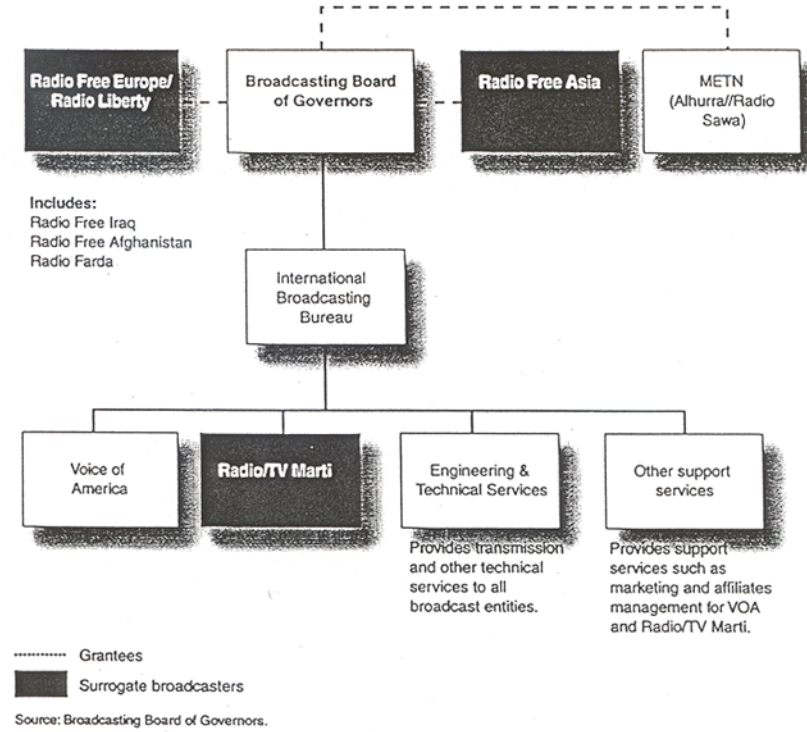 Radio Free Europe/
Radio Liberty
Broadcasting Board
of Governors
Radio Free Asia
METN
(Alhurra//Radio
Sawa)
Includes:
Radio Free Iraq
Radio Free Afghanistan
Radio Farda
International
Broadcasting
Bureau
Voice of
America
Radio/TV Marti
Engineering &
Technical Services
Other support
services
Provides transmission
and other technical
services to all
broadcast entities.
Provides support
services such as
marketing and affiliates
management for VOA
and Radio/TV Marti.
Grantees
Surrogate broadcasters
Source: Broadcasting Board of Governors.